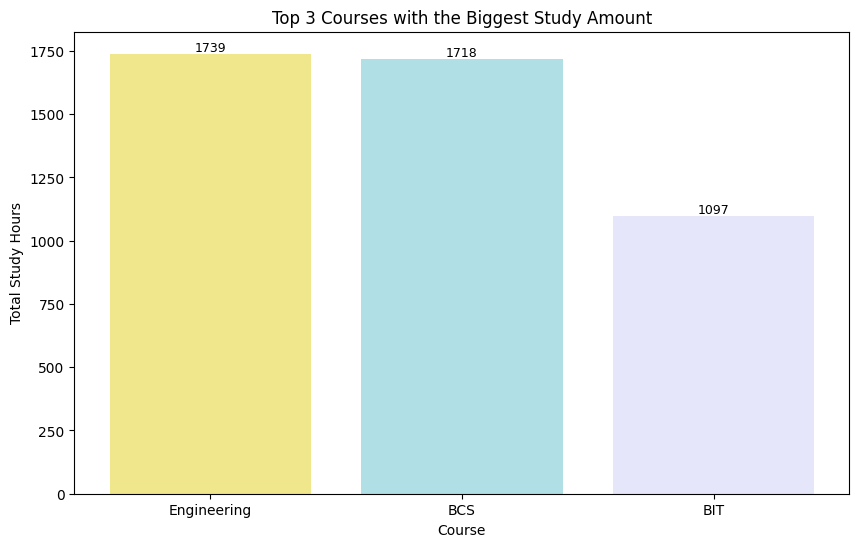 Top 3 Courses with the Biggest Study Amount
Total Study Hours
1750
1500
1250
1000
750
500
250
0
1739
1718
1097
Engineering
BCS
BIT
Course